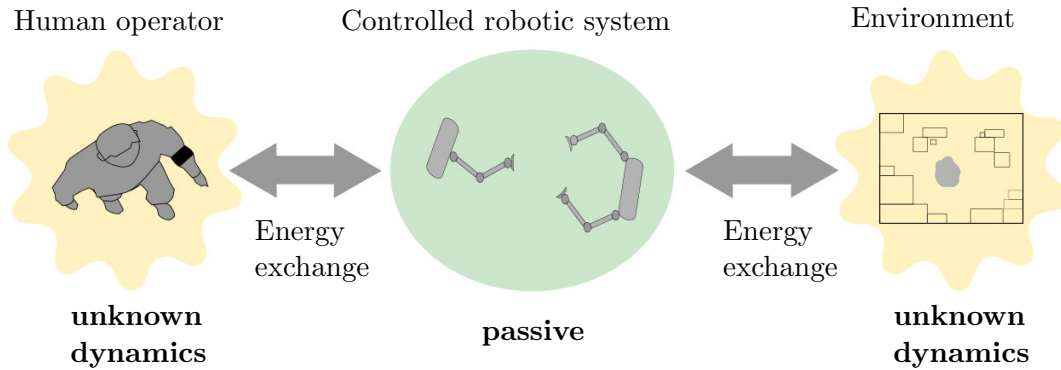 Human operator
Controlled robotic system
Environment
Energy
exchange
Energy
exchange
unknown
dynamics
passive
unknown
dynamics